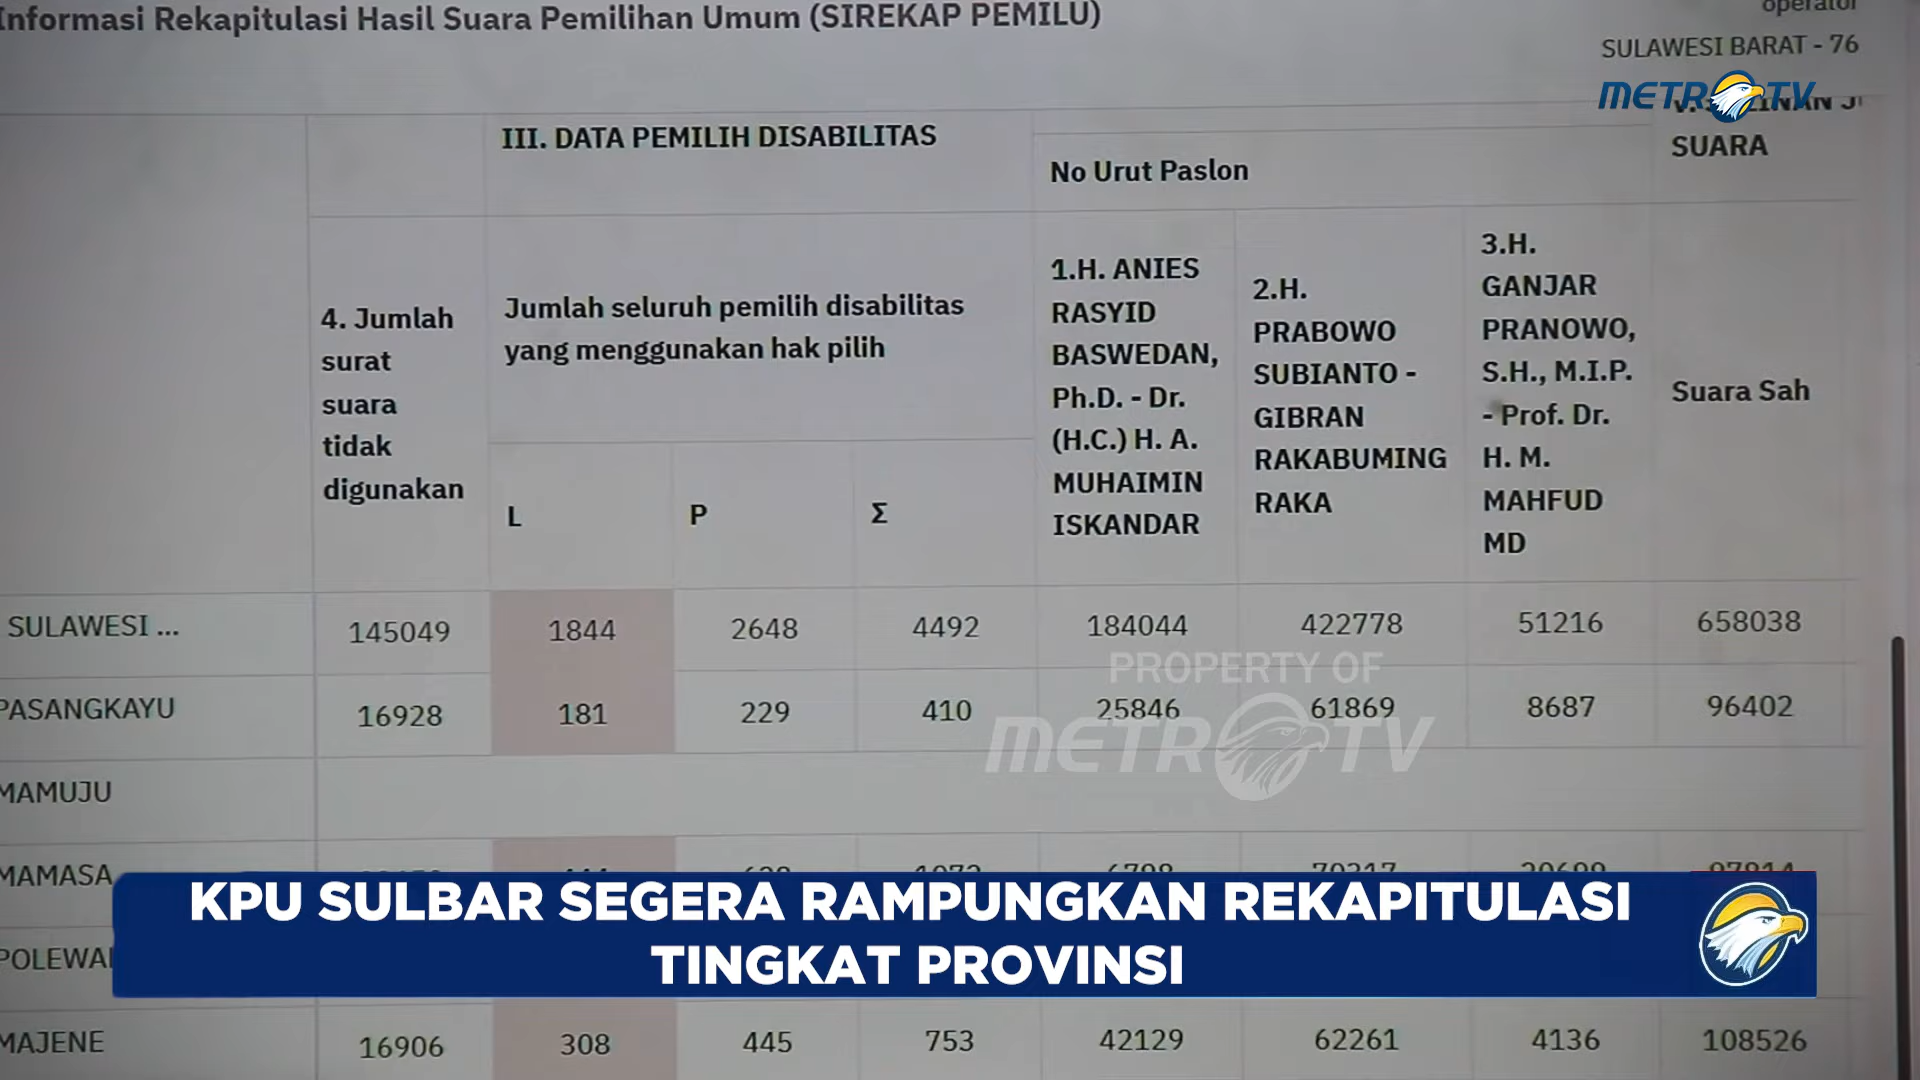 Informasi Rekapitulasi Hasil Suara Pemilihan Umum (SIREKAP PEMILU)
operator
SULAWESI BARAT - 76
METRO TV
III. DATA PEMILIH DISABILITAS
No Urut Paslon
SUARA
4. Jumlah
surat
suara
tidak
digunakan
Jumlah seluruh pemilih disabilitas
yang menggunakan hak pilih
L P Σ
1.H. ANIES
RASYID
BASWEDAN,
Ph.D. - Dr.
(H.C.) H. A.
MUHAIMIN
ISKANDAR
2.H.
PRABOWO
SUBIANTO -
GIBRAN
RAKABUMING
RAKA
3.H.
GANJAR
PRANOWO,
S.H., M.I.P.
- Prof. Dr.
H. M.
MAHFUD
MD
Suara Sah
SULAWESI ... 145049 1844 2648 4492 184044 422778 51216 658038
PROPERTY OF
METRO TV
PASANGKAYU 16928 181 229 410 25846 61869 8687 96402
MAMUJU
MAMASA
KPU SULBAR SEGERA RAMPUNGKAN REKAPITULASI
TINGKAT PROVINSI
MAJENE 16906 308 445 753 42129 62261 4136 108526